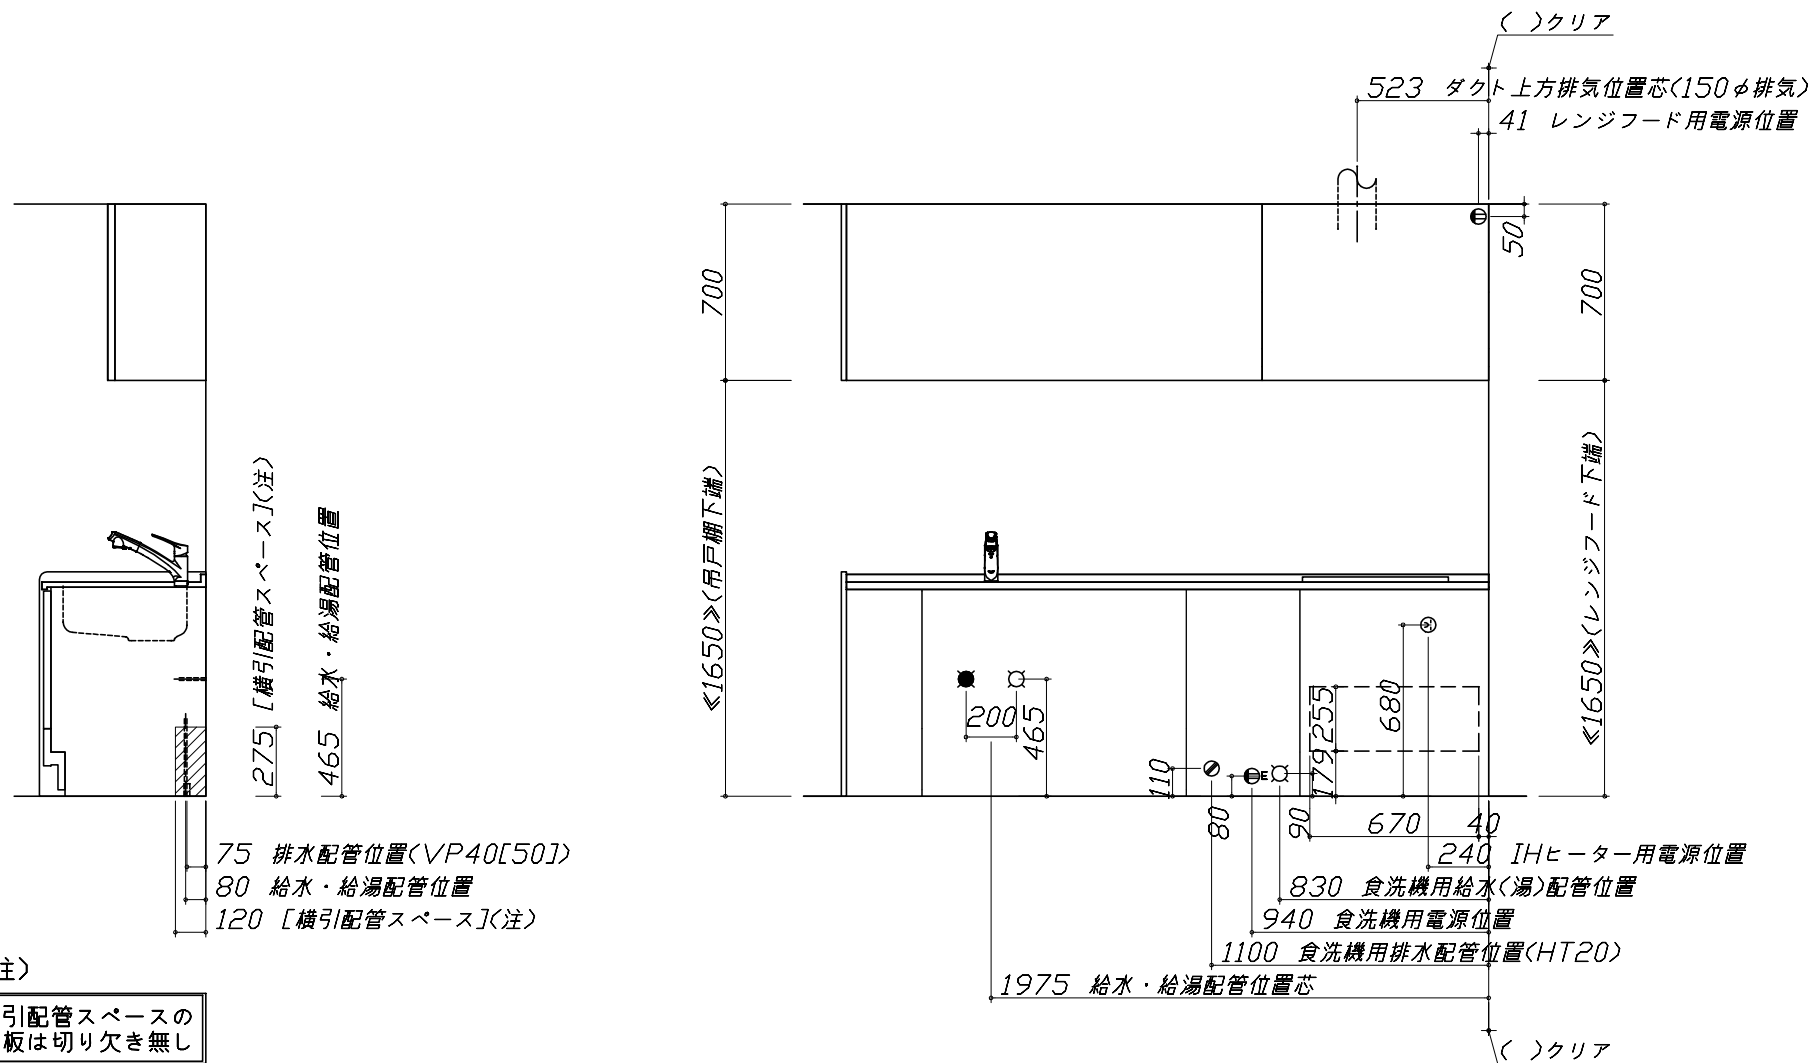 ( )クリア
523 ダクト上方排気位置芯(150φ排気)
41 レンジフード用電源位置
50
700
700
≪1650≫(吊戸棚下端)
≪1650≫(レンジフード下端)
275 [横引配管スペース](注)
465 給水・給湯配管位置
200
465
110
80
E
90
179
255
680
670
40
75 排水配管位置(VP40[50])
80 給水・給湯配管位置
120 [横引配管スペース](注)
240 IHヒーター用電源位置
830 食洗機用給水(湯)配管位置
940 食洗機用電源位置
1100 食洗機用排水配管位置(HT20)
1975 給水・給湯配管位置芯
注)
引配管スペースの
板は切り欠き無し
( )クリア